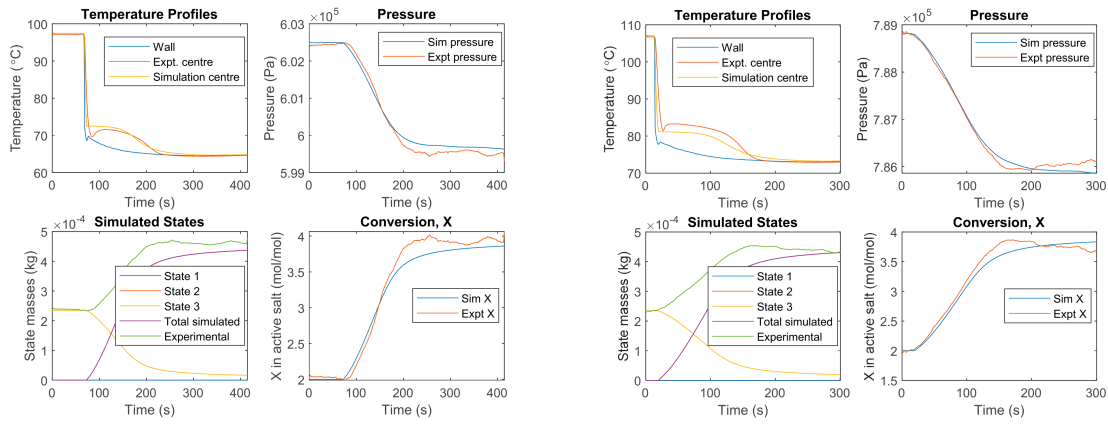 Temperature Profiles
100
90
80
70
60
0 100 200 300 400
Temperature (°C)
Time (s)
Wall
Expt. centre
Simulation centre
Pressure
×10⁵
6.03
6.02
6.01
6
5.99
0 100 200 300 400
Pressure (Pa)
Time (s)
Sim pressure
Expt pressure
Temperature Profiles
110
100
90
80
70
0 100 200 300
Temperature (°C)
Time (s)
Wall
Expt. centre
Simulation centre
Pressure
×10⁵
7.89
7.88
7.87
7.86
0 100 200 300
Pressure (Pa)
Time (s)
Sim pressure
Expt pressure
Simulated States
×10⁻⁴
5
4
3
2
1
0
0 100 200 300 400
State masses (kg)
Time (s)
State 1
State 2
State 3
Total simulated
Experimental
Conversion, X
4
3.5
3
2.5
2
0 100 200 300 400
X in active salt (mol/mol)
Time (s)
Sim X
Expt X
Simulated States
×10⁻⁴
5
4
3
2
1
0
0 100 200 300
State masses (kg)
Time (s)
State 1
State 2
State 3
Total simulated
Experimental
Conversion, X
4
3.5
3
2.5
2
1.5
0 100 200 300
X in active salt (mol/mol)
Time (s)
Sim X
Expt X